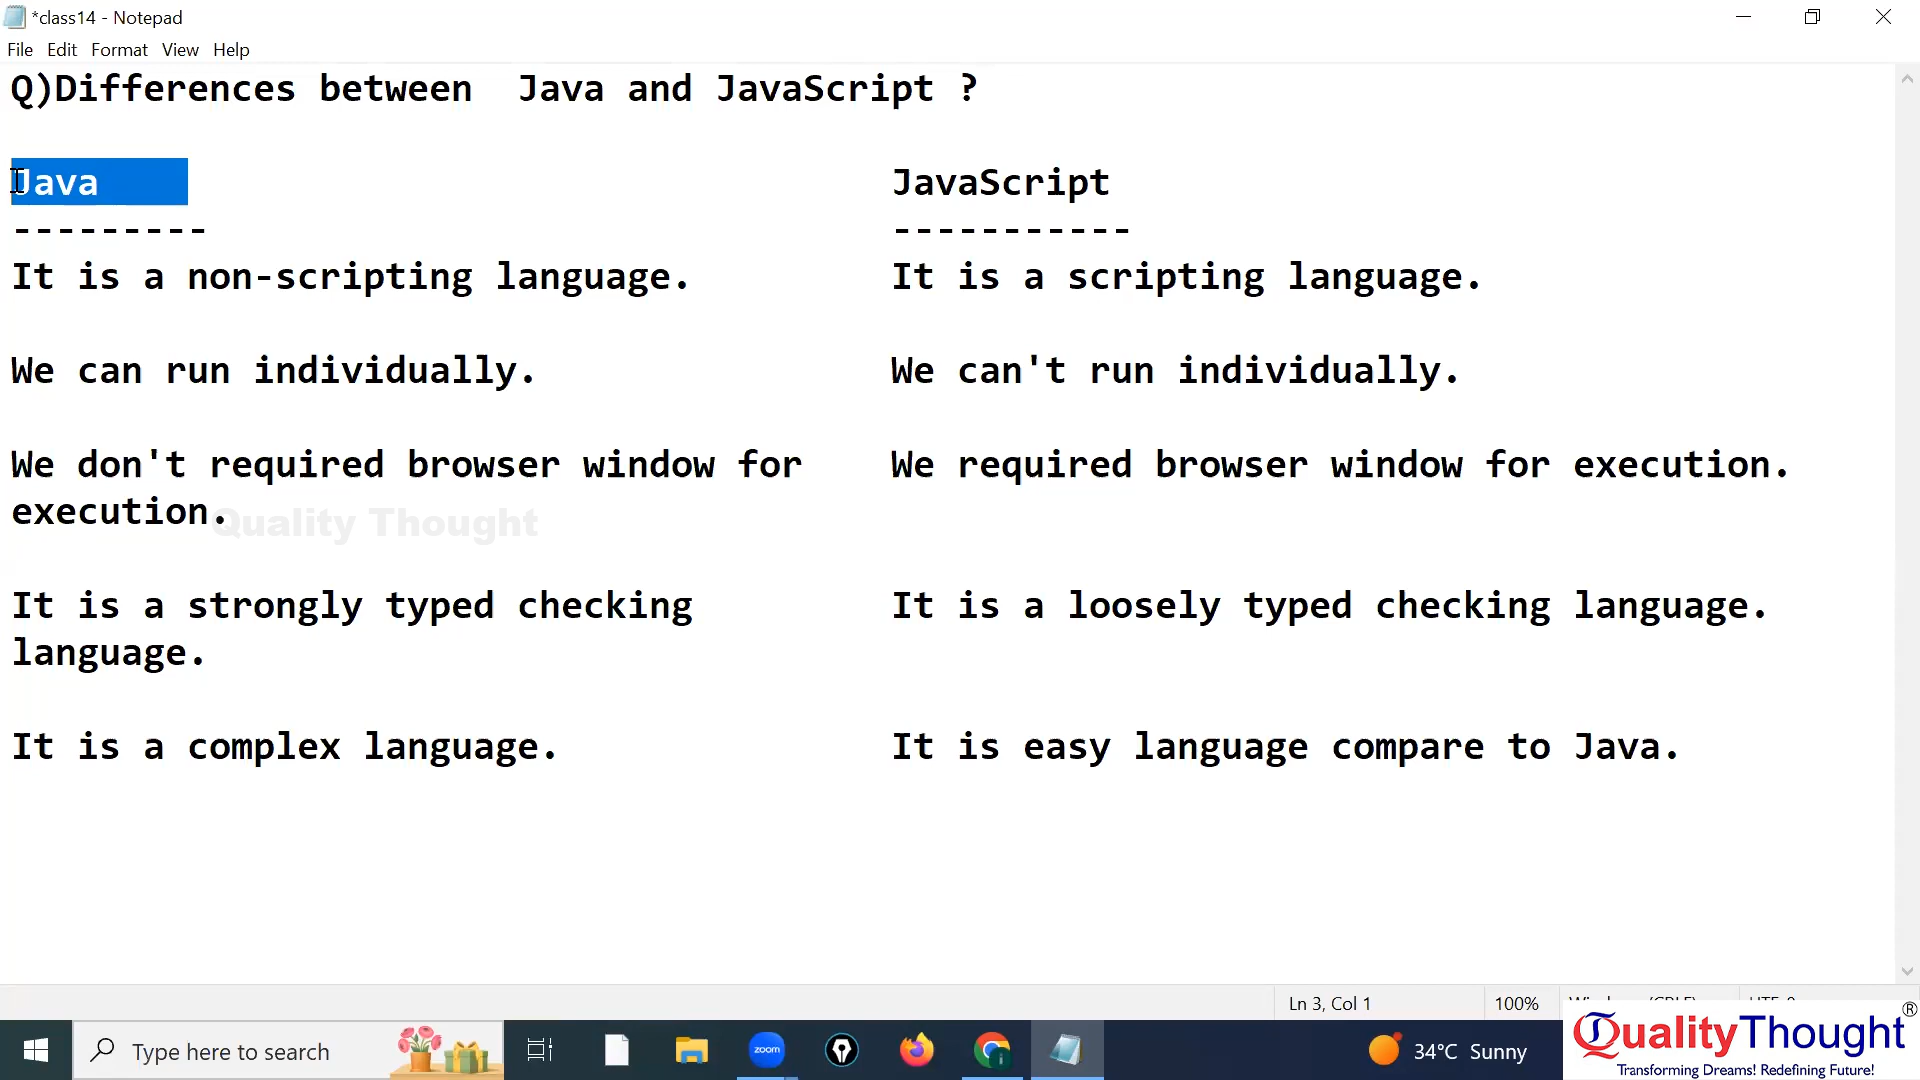 *class14 - Notepad
File Edit Format View Help
Q)Differences between  Java and JavaScript ?
Java JavaScript
--------- -----------
It is a non-scripting language. It is a scripting language.
We can run individually. We can't run individually.
We don't required browser window for We required browser window for execution.
execution.
Quality Thought
It is a strongly typed checking It is a loosely typed checking language.
language.
It is a complex language. It is easy language compare to Java.
Ln 3, Col 1 100%
Type here to search
zoom
34°C Sunny
QualityThought ®
Transforming Dreams! Redefining Future!